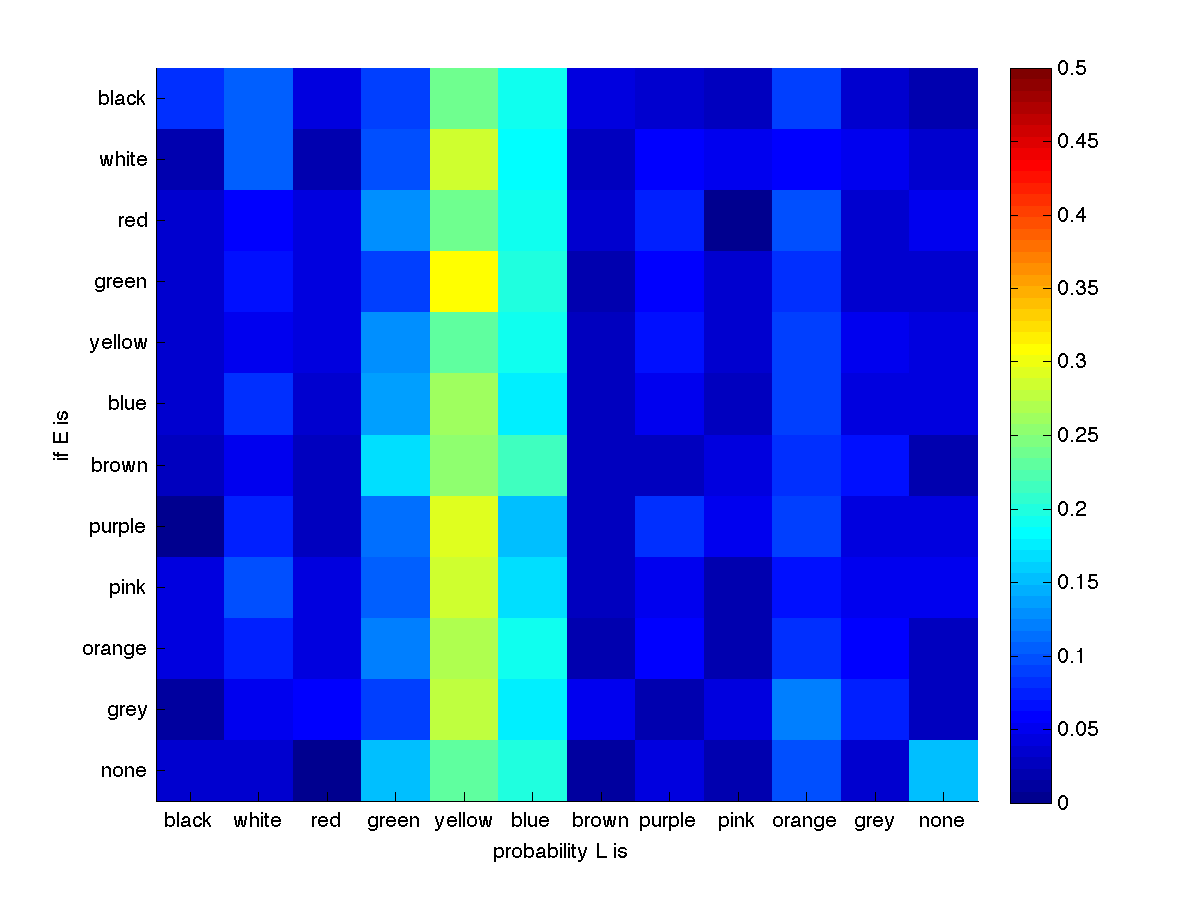 black
white
red
green
yellow
blue
brown
purple
pink
orange
grey
none
if E is
black white red green yellow blue brown purple pink orange grey none
probability L is
0.5
0.45
0.4
0.35
0.3
0.25
0.2
0.15
0.1
0.05
0